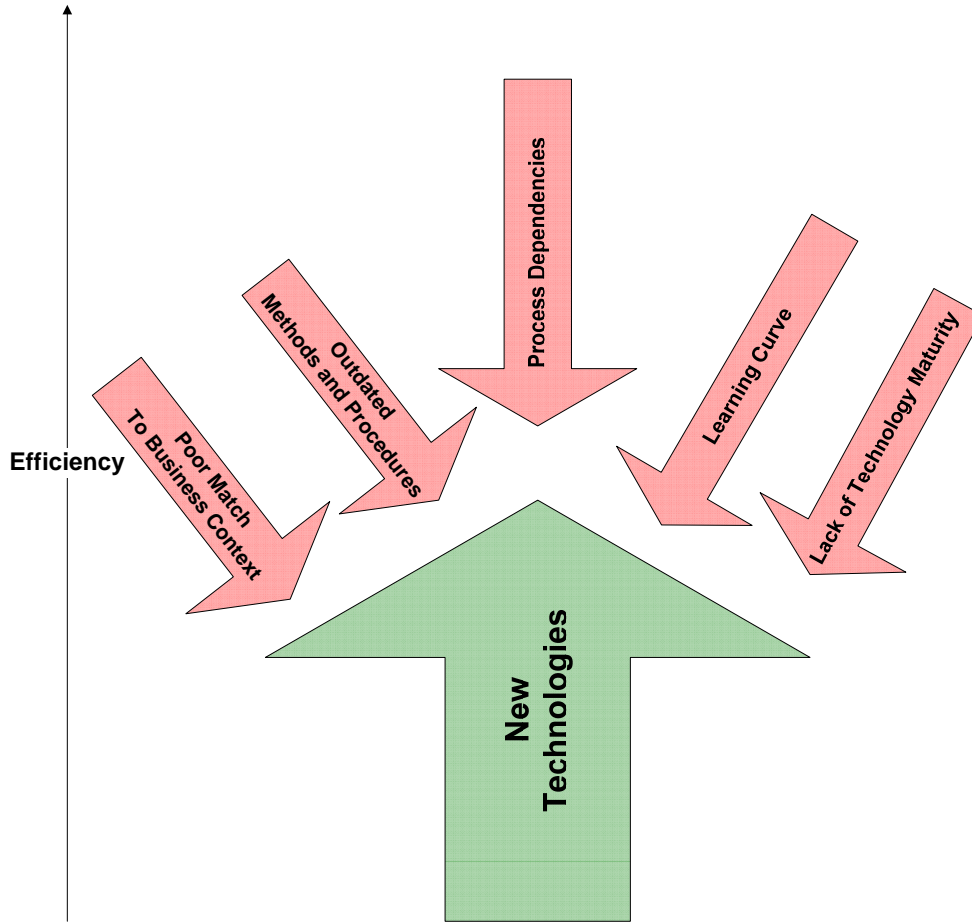 Process Dependencies
Outdated
Methods and Procedures
Learning Curve
Lack of Technology Maturity
Poor Match
To Business Context
Efficiency
New
Technologies